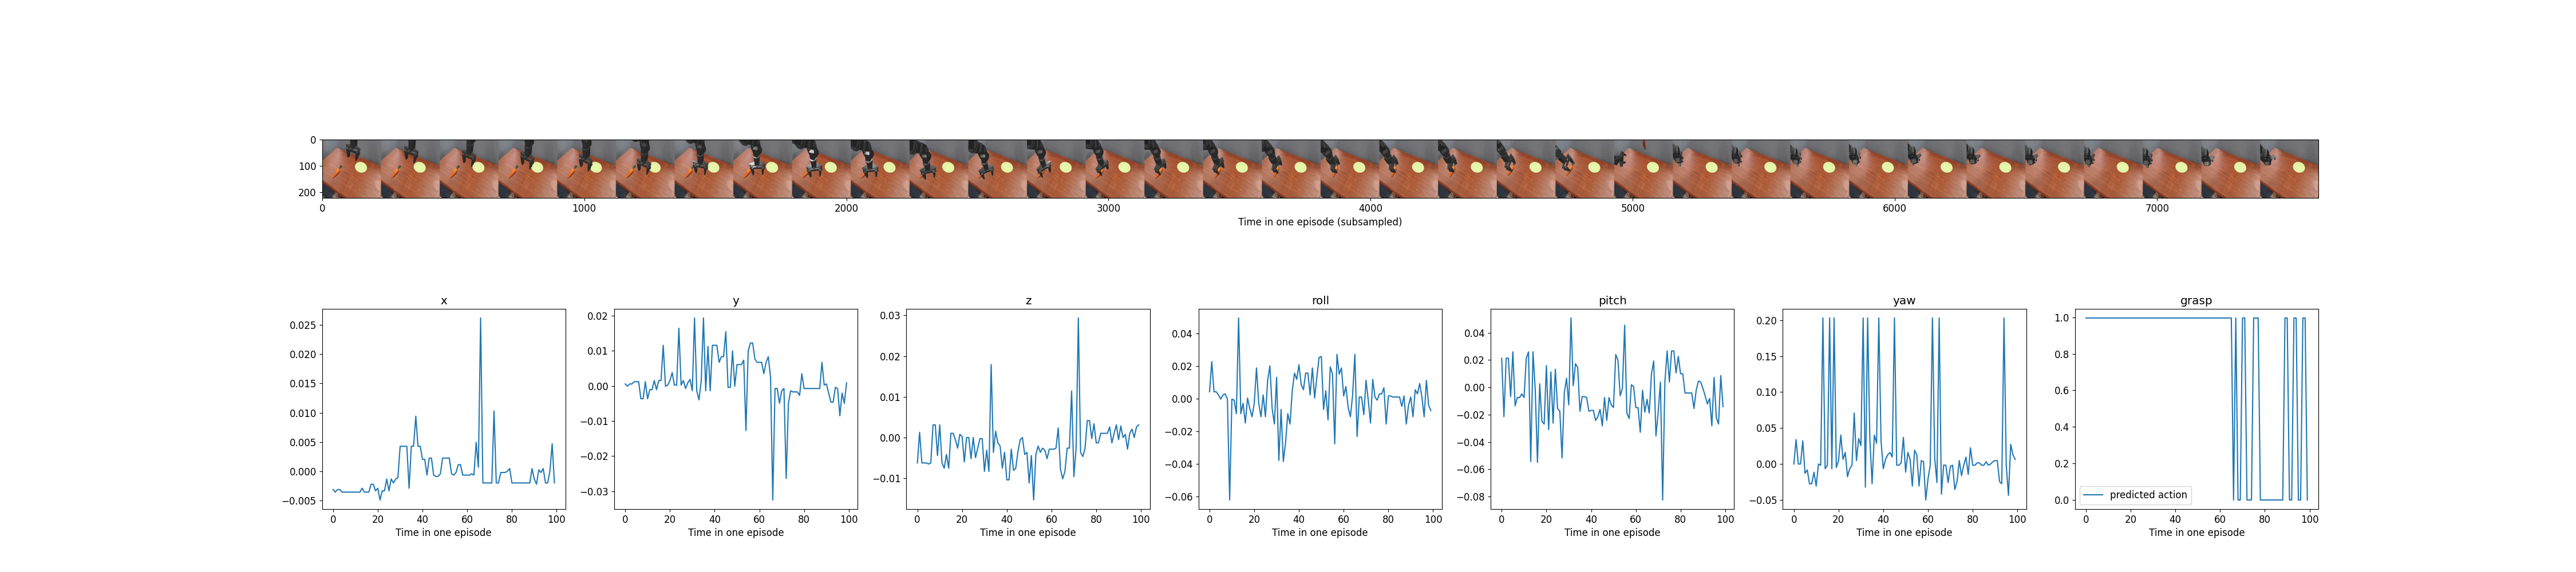 0
100
200
0 1000 2000 3000 4000 5000 6000 7000
Time in one episode (subsampled)
x
0.025
0.020
0.015
0.010
0.005
0.000
−0.005
0 20 40 60 80 100
Time in one episode
y
0.02
0.01
0.00
−0.01
−0.02
−0.03
0 20 40 60 80 100
Time in one episode
z
0.03
0.02
0.01
0.00
−0.01
0 20 40 60 80 100
Time in one episode
roll
0.04
0.02
0.00
−0.02
−0.04
−0.06
0 20 40 60 80 100
Time in one episode
pitch
0.04
0.02
0.00
−0.02
−0.04
−0.06
−0.08
0 20 40 60 80 100
Time in one episode
yaw
0.20
0.15
0.10
0.05
0.00
−0.05
0 20 40 60 80 100
Time in one episode
grasp
1.0
0.8
0.6
0.4
0.2
0.0
predicted action
0 20 40 60 80 100
Time in one episode